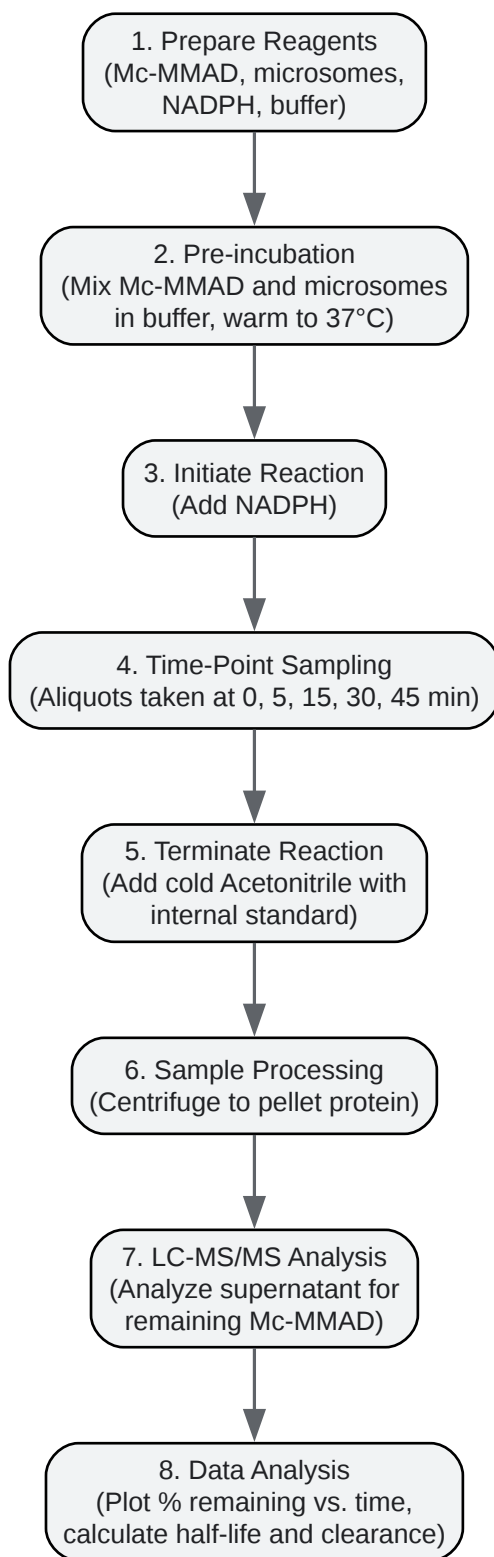 1. Prepare Reagents
(Mc-MMAD, microsomes,
NADPH, buffer)
2. Pre-incubation
(Mix Mc-MMAD and microsomes
in buffer, warm to 37°C)
3. Initiate Reaction
(Add NADPH)
4. Time-Point Sampling
(Aliquots taken at 0, 5, 15, 30, 45 min)
5. Terminate Reaction
(Add cold Acetonitrile with
internal standard)
6. Sample Processing
(Centrifuge to pellet protein)
7. LC-MS/MS Analysis
(Analyze supernatant for
remaining Mc-MMAD)
8. Data Analysis
(Plot % remaining vs. time,
calculate half-life and clearance)